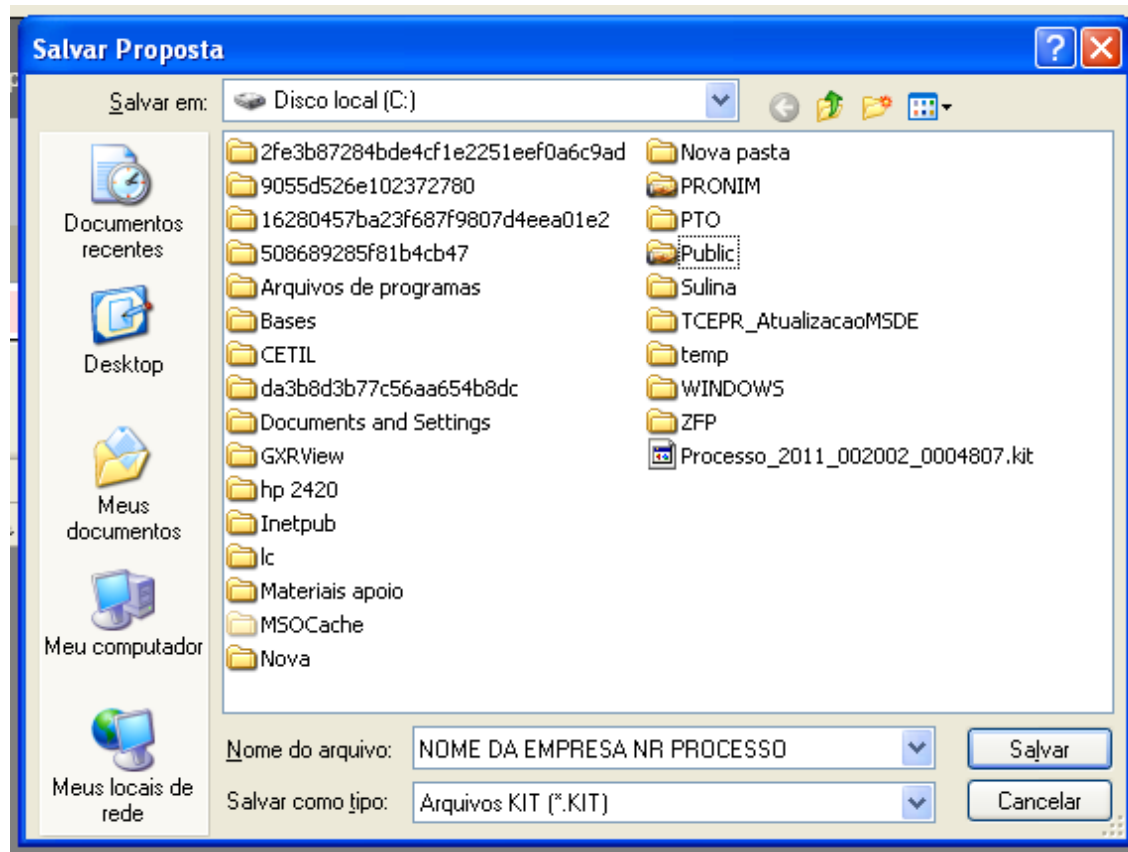 Salvar Proposta
Salvar em:
Disco local (C:)
Documentos
recentes
Desktop
Meus
documentos
Meu computador
Meus locais de
rede
2fe3b87284bde4cf1e2251eef0a6c9ad
9055d526e102372780
16280457ba23f687f9807d4eea01e2
508689285f81b4cb47
Arquivos de programas
Bases
CETIL
da3b8d3b77c56aa654b8dc
Documents and Settings
GXRView
hp 2420
Inetpub
lc
Materiais apoio
MSOCache
Nova
Nova pasta
PRONIM
PTO
Public
Sulina
TCEPR_AtualizacaoMSDE
temp
WINDOWS
ZFP
Processo_2011_002002_0004807.kit
Nome do arquivo:
NOME DA EMPRESA NR PROCESSO
Salvar
Salvar como tipo:
Arquivos KIT (*.KIT)
Cancelar